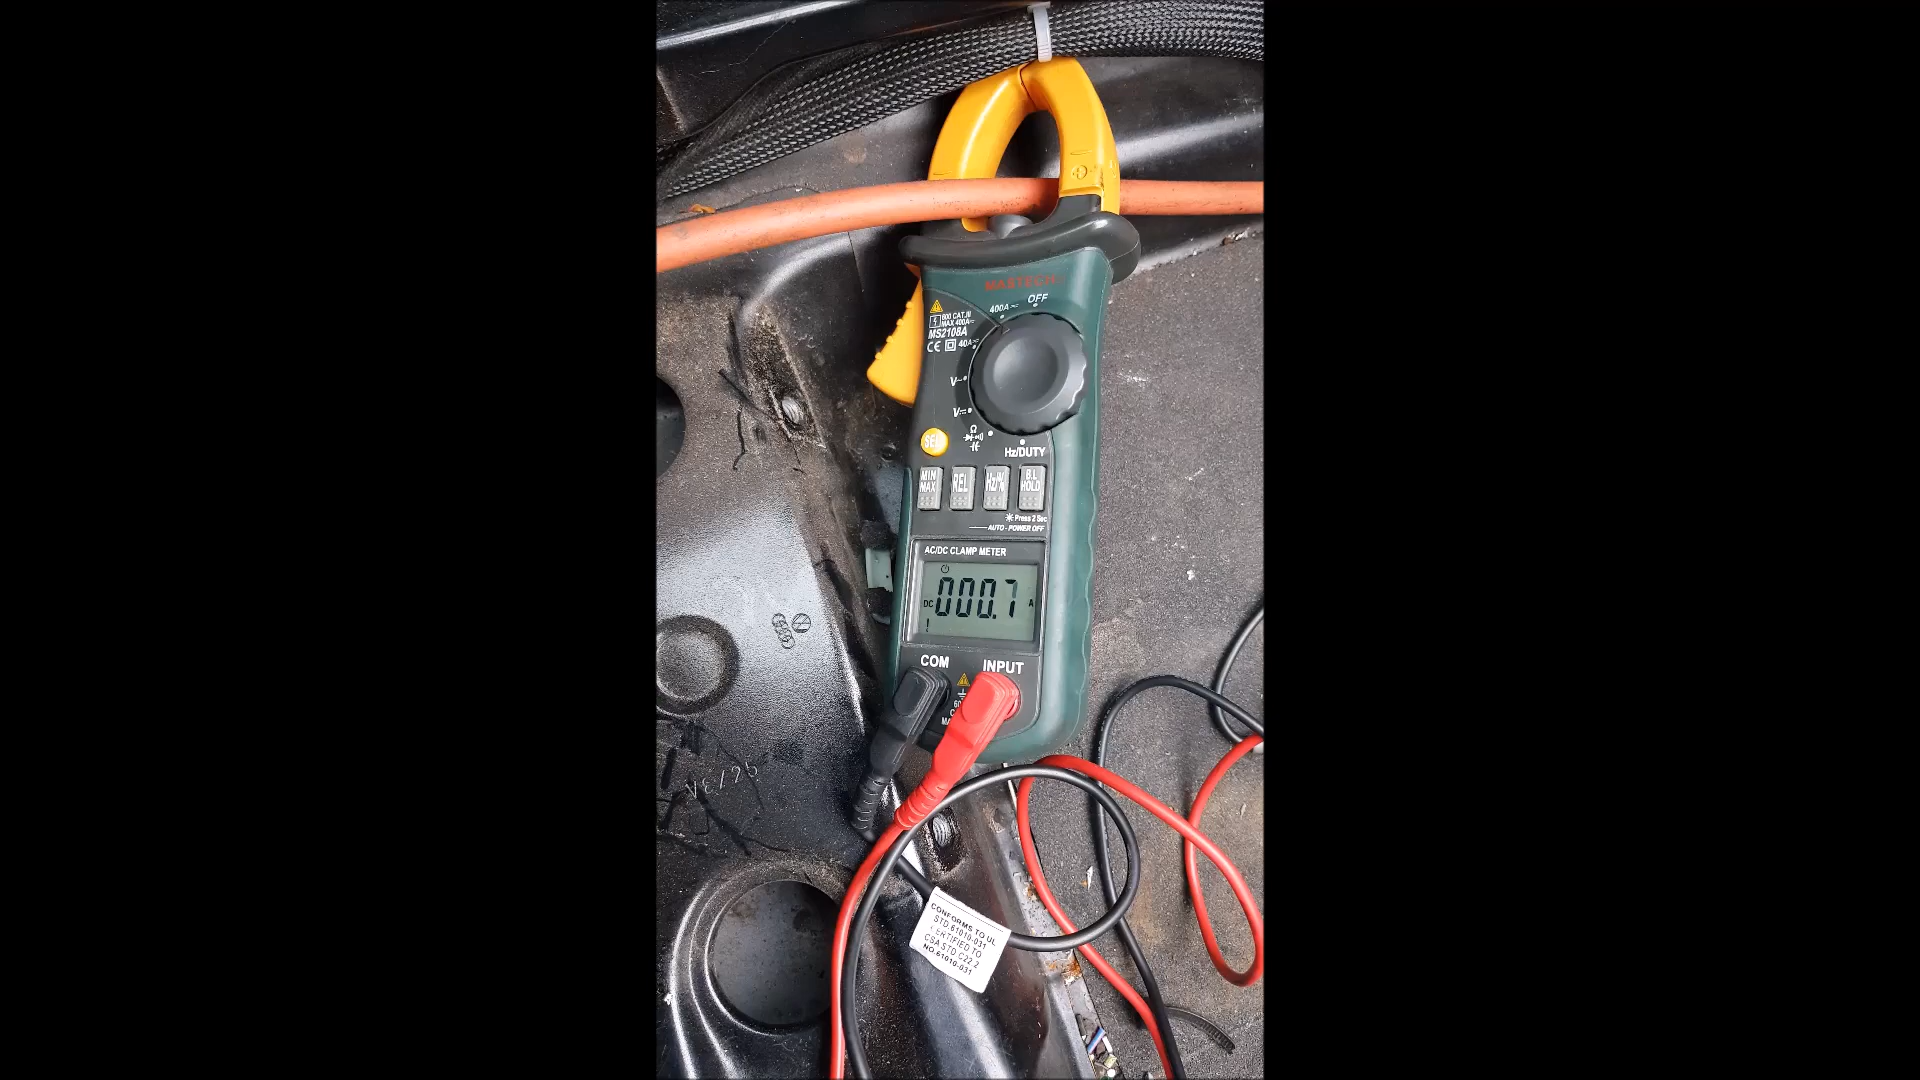 MASTECH
OFF
400A
600 CAT.III
MAX 400A
MS2108A
CE
40A
V
V
Ω
SEL
Hz/DUTY
MIN MAX
REL
Hz/%
B.L HOLD
Press 2 Sec
AUTO - POWER OFF
AC/DC CLAMP METER
DC 000.7 A
COM
INPUT
CONFORMS TO UL
STD.61010-031
CERTIFIED TO
CSA STD C22.2
NO.61010-031